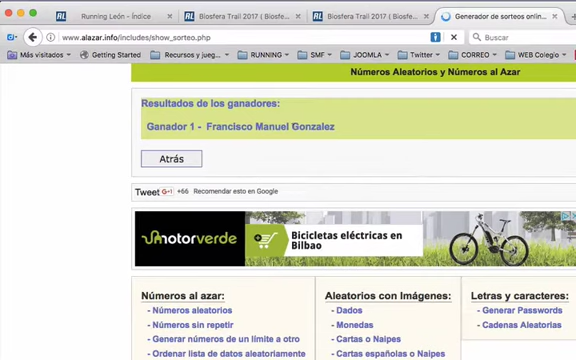 Running León - Índice
Biosfera Trail 2017 ( Biosfe...
Biosfera Trail 2017 ( Biosfe...
Generador de sorteos onlin...
www.alazar.info/includes/show_sorteo.php
Buscar
Más visitados
Getting Started
Recursos y jueg...
RUNNING
SMF
JOOMLA
Twitter
CORREO
WEB Colegio
Números Aleatorios y Números al Azar
Resultados de los ganadores:
Ganador 1 - Francisco Manuel Gonzalez
Atrás
Tweet G+1 +66 Recomendar esto en Google
motorverde
Bicicletas eléctricas en
Bilbao
Números al azar:
- Números aleatorios
- Números sin repetir
- Generar números de un límite a otro
- Ordenar lista de datos aleatoriamente
Aleatorios con Imágenes:
- Dados
- Monedas
- Cartas o Naipes
- Cartas españolas o Naipes
Letras y caracteres:
- Generar Passwords
- Cadenas Aleatorias